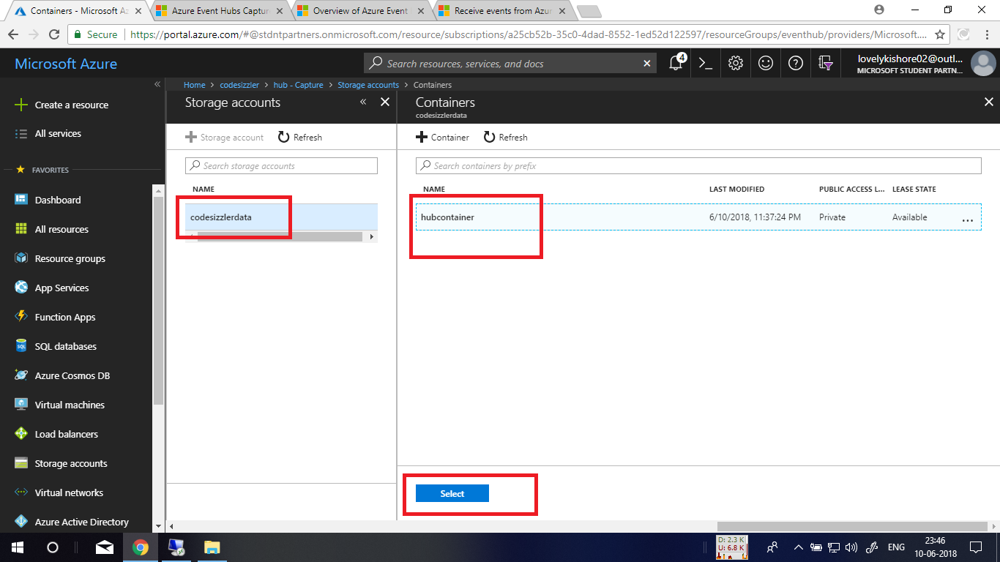 Containers - Microsoft Az
Azure Event Hubs Captur
Overview of Azure Event
Receive events from Azur
Secure
https://portal.azure.com/#@stdntpartners.onmicrosoft.com/resource/subscriptions/a25cb52b-35c0-4dad-8552-1ed52d122597/resourceGroups/eventhub/providers/Microsoft....
Microsoft Azure
Search resources, services, and docs
4
lovelykishore02@outl...
MICROSOFT STUDENT PARTN...
Home > codesizzler > hub - Capture > Storage accounts > Containers
Create a resource
All services
FAVORITES
Dashboard
All resources
Resource groups
App Services
Function Apps
SQL databases
Azure Cosmos DB
Virtual machines
Load balancers
Storage accounts
Virtual networks
Azure Active Directory
Storage accounts
Storage account
Refresh
Search storage accounts
NAME
codesizzlerdata
Containers
codesizzlerdata
Container
Refresh
Search containers by prefix
NAME LAST MODIFIED PUBLIC ACCESS L... LEASE STATE
hubcontainer 6/10/2018, 11:37:24 PM Private Available ...
Select
D: 2.3 K
U: 6.8 K
ENG
23:46
10-06-2018